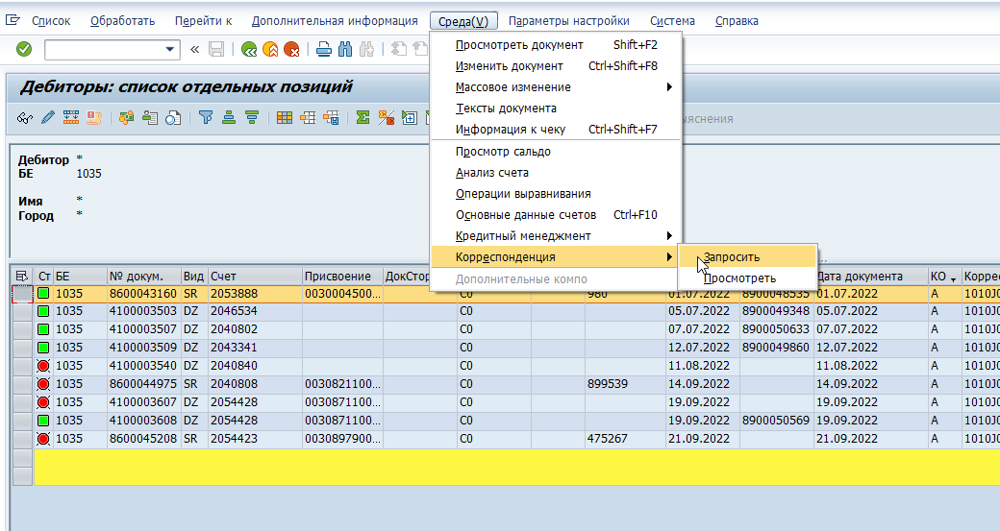 Список Обработать Перейти к Дополнительная информация Среда(V) Параметры настройки Система Справка
Просмотреть документ Shift+F2
Изменить документ Ctrl+Shift+F8
Массовое изменение
Тексты документа
Информация к чеку Ctrl+Shift+F7
Просмотр сальдо
Анализ счета
Операции выравнивания
Основные данные счетов Ctrl+F10
Кредитный менеджмент
Корреспонденция
Дополнительные компо
Запросить
Просмотреть
Дебиторы: список отдельных позиций
Дебитор *
БЕ 1035
Имя *
Город *
Ст БЕ № докум. Вид Счет Присвоение ДокСтор Дата документа КО Коррес
1035 8600043160 SR 2053888 0030004500... C0 980 01.07.2022 8900048535 01.07.2022 A 1010J0
1035 4100003503 DZ 2046534 C0 05.07.2022 8900049348 05.07.2022 A 1010J0
1035 4100003507 DZ 2040802 C0 07.07.2022 8900050633 07.07.2022 A 1010J0
1035 4100003509 DZ 2043341 C0 12.07.2022 8900049860 12.07.2022 A 1010J0
1035 4100003540 DZ 2040840 C0 11.08.2022 11.08.2022 A 1010J0
1035 8600044975 SR 2040808 0030821100... C0 899539 14.09.2022 14.09.2022 A 1010J0
1035 4100003607 DZ 2054428 0030871100... C0 19.09.2022 19.09.2022 A 1010J0
1035 4100003608 DZ 2054428 0030871100... C0 19.09.2022 8900050569 19.09.2022 A 1010J0
1035 8600045208 SR 2054423 0030897900... C0 475267 21.09.2022 21.09.2022 A 1010J0